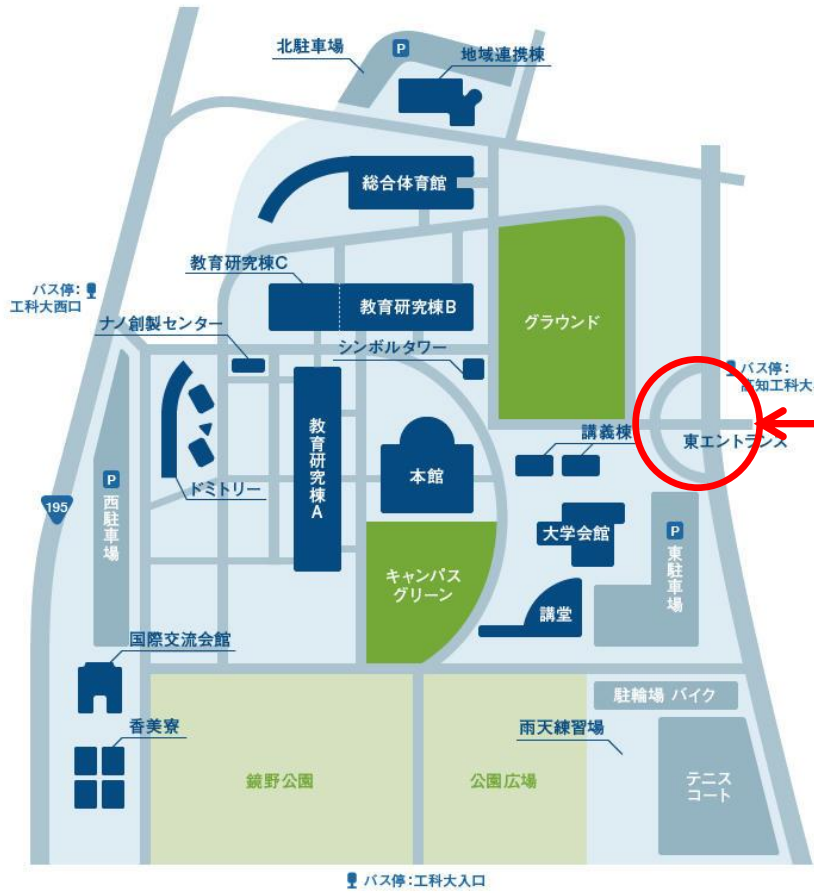 北駐車場
P
地域連携棟
総合体育館
教育研究棟C
教育研究棟B
グラウンド
バス停:
工科大西口
ナノ創製センター
シンボルタワー
バス停:
高知工科大
東エントランス
講義棟
教育研究棟A
本館
ドミトリー
P
西駐車場
195
大学会館
P
東駐車場
キャンパス
グリーン
講堂
国際交流会館
駐輪場 バイク
香美寮
雨天練習場
鏡野公園
公園広場
テニス
コート
バス停:工科大入口